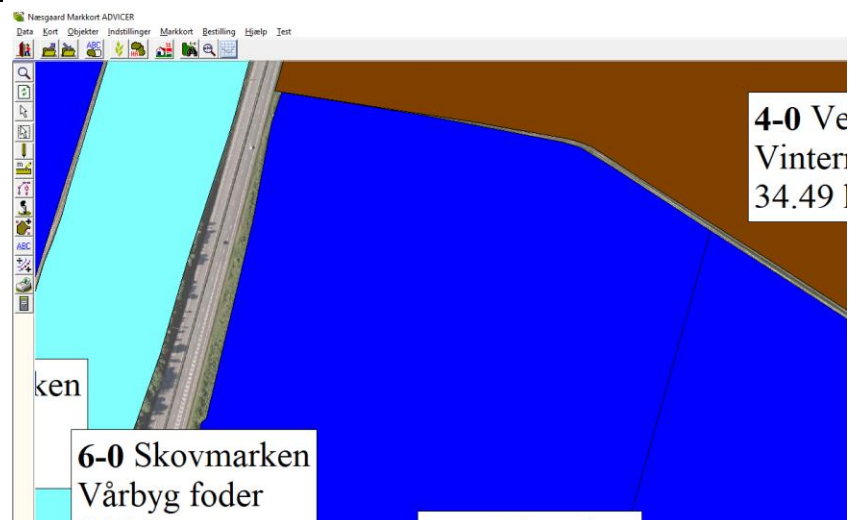 Næsgaard Markkort ADVICER
Data Kort Objekter Indstillinger Markkort Bestilling Hjælp Test
ABC
m
ABC
4-0 Ve
Vinter
34.49
ken
6-0 Skovmarken
Vårbyg foder